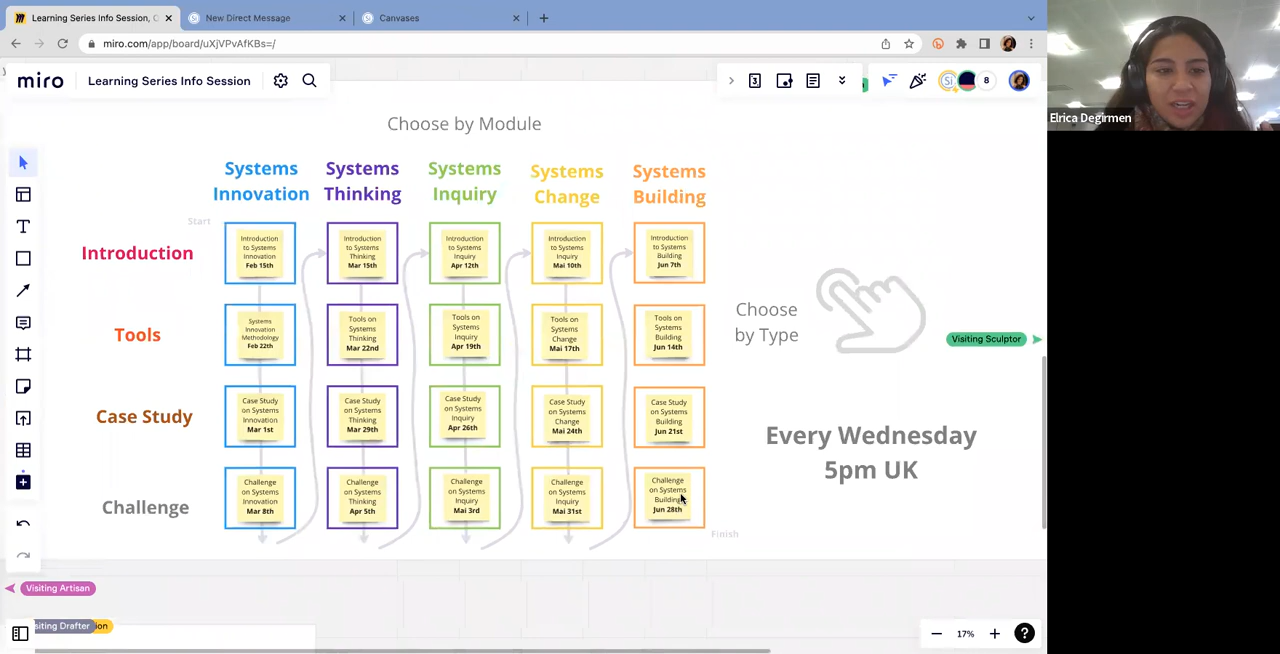 Learning Series Info Session, C
New Direct Message
Canvases
miro.com/app/board/uXjVPvAfKBs=/
miro
Learning Series Info Session
3
Si
8
Elrica Degirmen
Choose by Module
Systems
Innovation
Systems
Thinking
Systems
Inquiry
Systems
Change
Systems
Building
Start
Introduction
Introduction
to Systems
Innovation
Feb 15th
Introduction
to Systems
Thinking
Mar 15th
Introduction
to Systems
Inquiry
Apr 12th
Introduction
to Systems
Inquiry
Mai 10th
Introduction
to Systems
Building
Jun 7th
Tools
Systems
Innovation
Methodology
Feb 22th
Tools on
Systems
Thinking
Mar 22nd
Tools on
Systems
Inquiry
Apr 19th
Tools on
Systems
Change
Mai 17th
Tools on
Systems
Building
Jun 14th
Choose
by Type
Visiting Sculptor
Case Study
Case Study
on Systems
Innovation
Mar 1st
Case Study
on Systems
Thinking
Mar 29th
Case Study
on Systems
Inquiry
Apr 26th
Case Study
on Systems
Change
Mai 24th
Case Study
on Systems
Building
Jun 21st
Every Wednesday
5pm UK
Challenge
Challenge
on Systems
Innovation
Mar 8th
Challenge
on Systems
Thinking
Apr 5th
Challenge
on Systems
Inquiry
Mai 3rd
Challenge
on Systems
Inquiry
Mai 31st
Challenge
on Systems
Building
Jun 28th
Finish
Visiting Artisan
siting Drafter
ion
17%